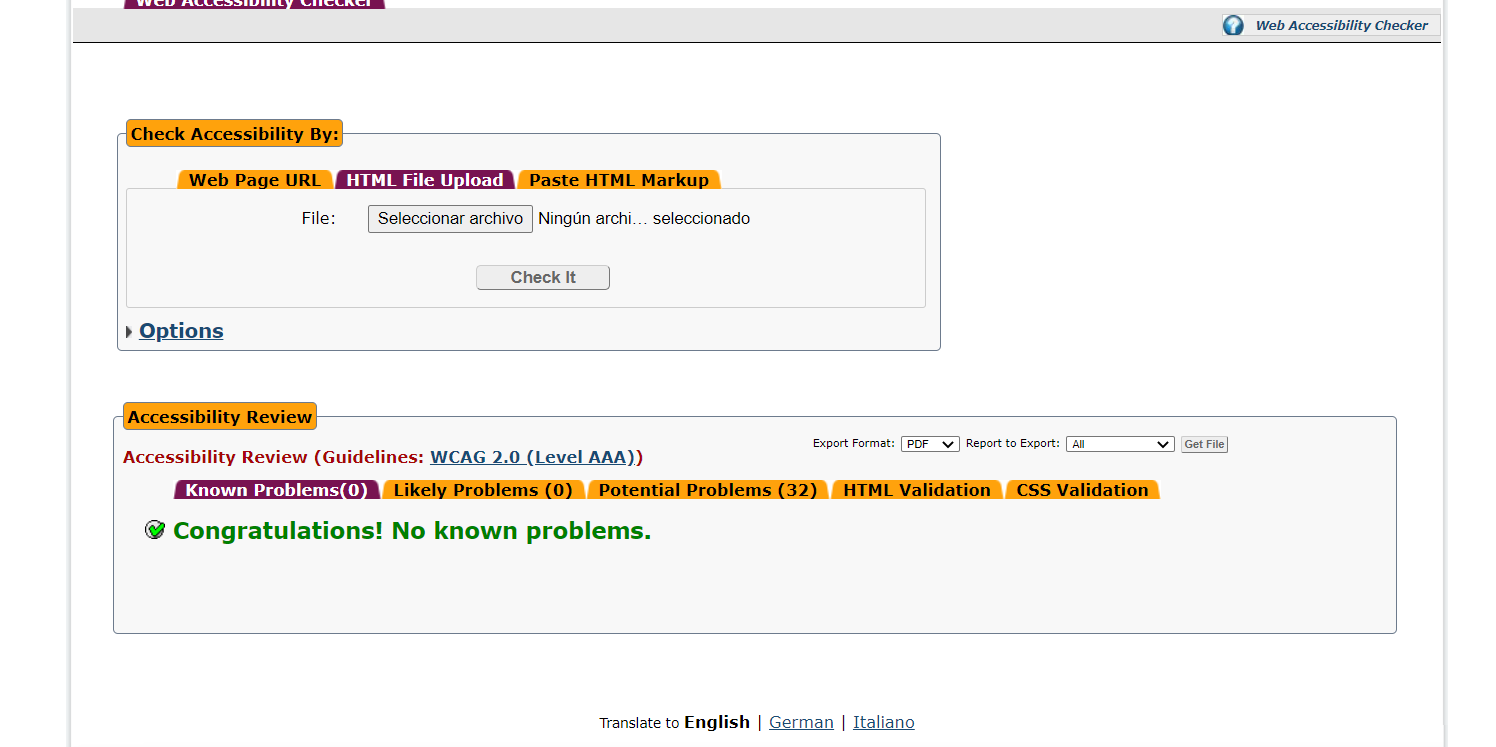 Web Accessibility Checker
Web Accessibility Checker
Check Accessibility By:
Web Page URL HTML File Upload Paste HTML Markup
File: Seleccionar archivo Ningún archi... seleccionado
Check It
Options
Accessibility Review
Export Format: PDF Report to Export: All Get File
Accessibility Review (Guidelines: WCAG 2.0 (Level AAA))
Known Problems(0) Likely Problems (0) Potential Problems (32) HTML Validation CSS Validation
Congratulations! No known problems.
Translate to English | German | Italiano